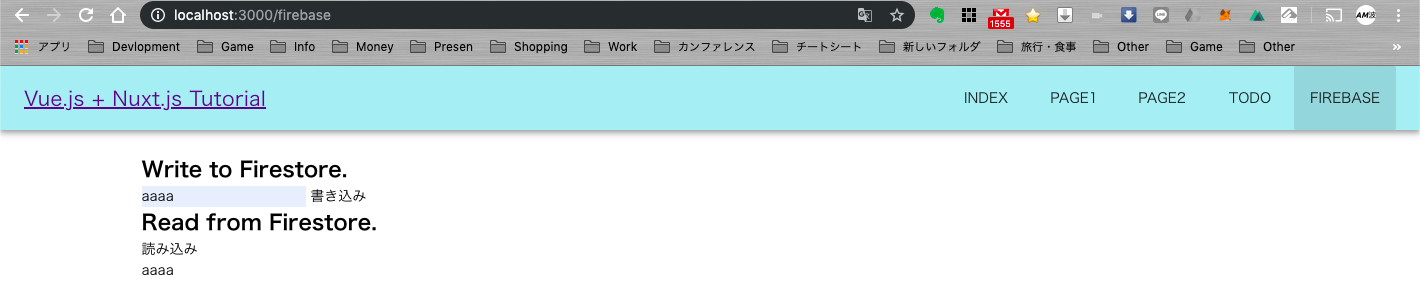 localhost:3000/firebase
1555
アプリ Devlopment Game Info Money Presen Shopping Work カンファレンス チートシート 新しいフォルダ 旅行・食事 Other Game Other »
Vue.js + Nuxt.js Tutorial INDEX PAGE1 PAGE2 TODO FIREBASE
Write to Firestore.
aaaa 書き込み
Read from Firestore.
読み込み
aaaa